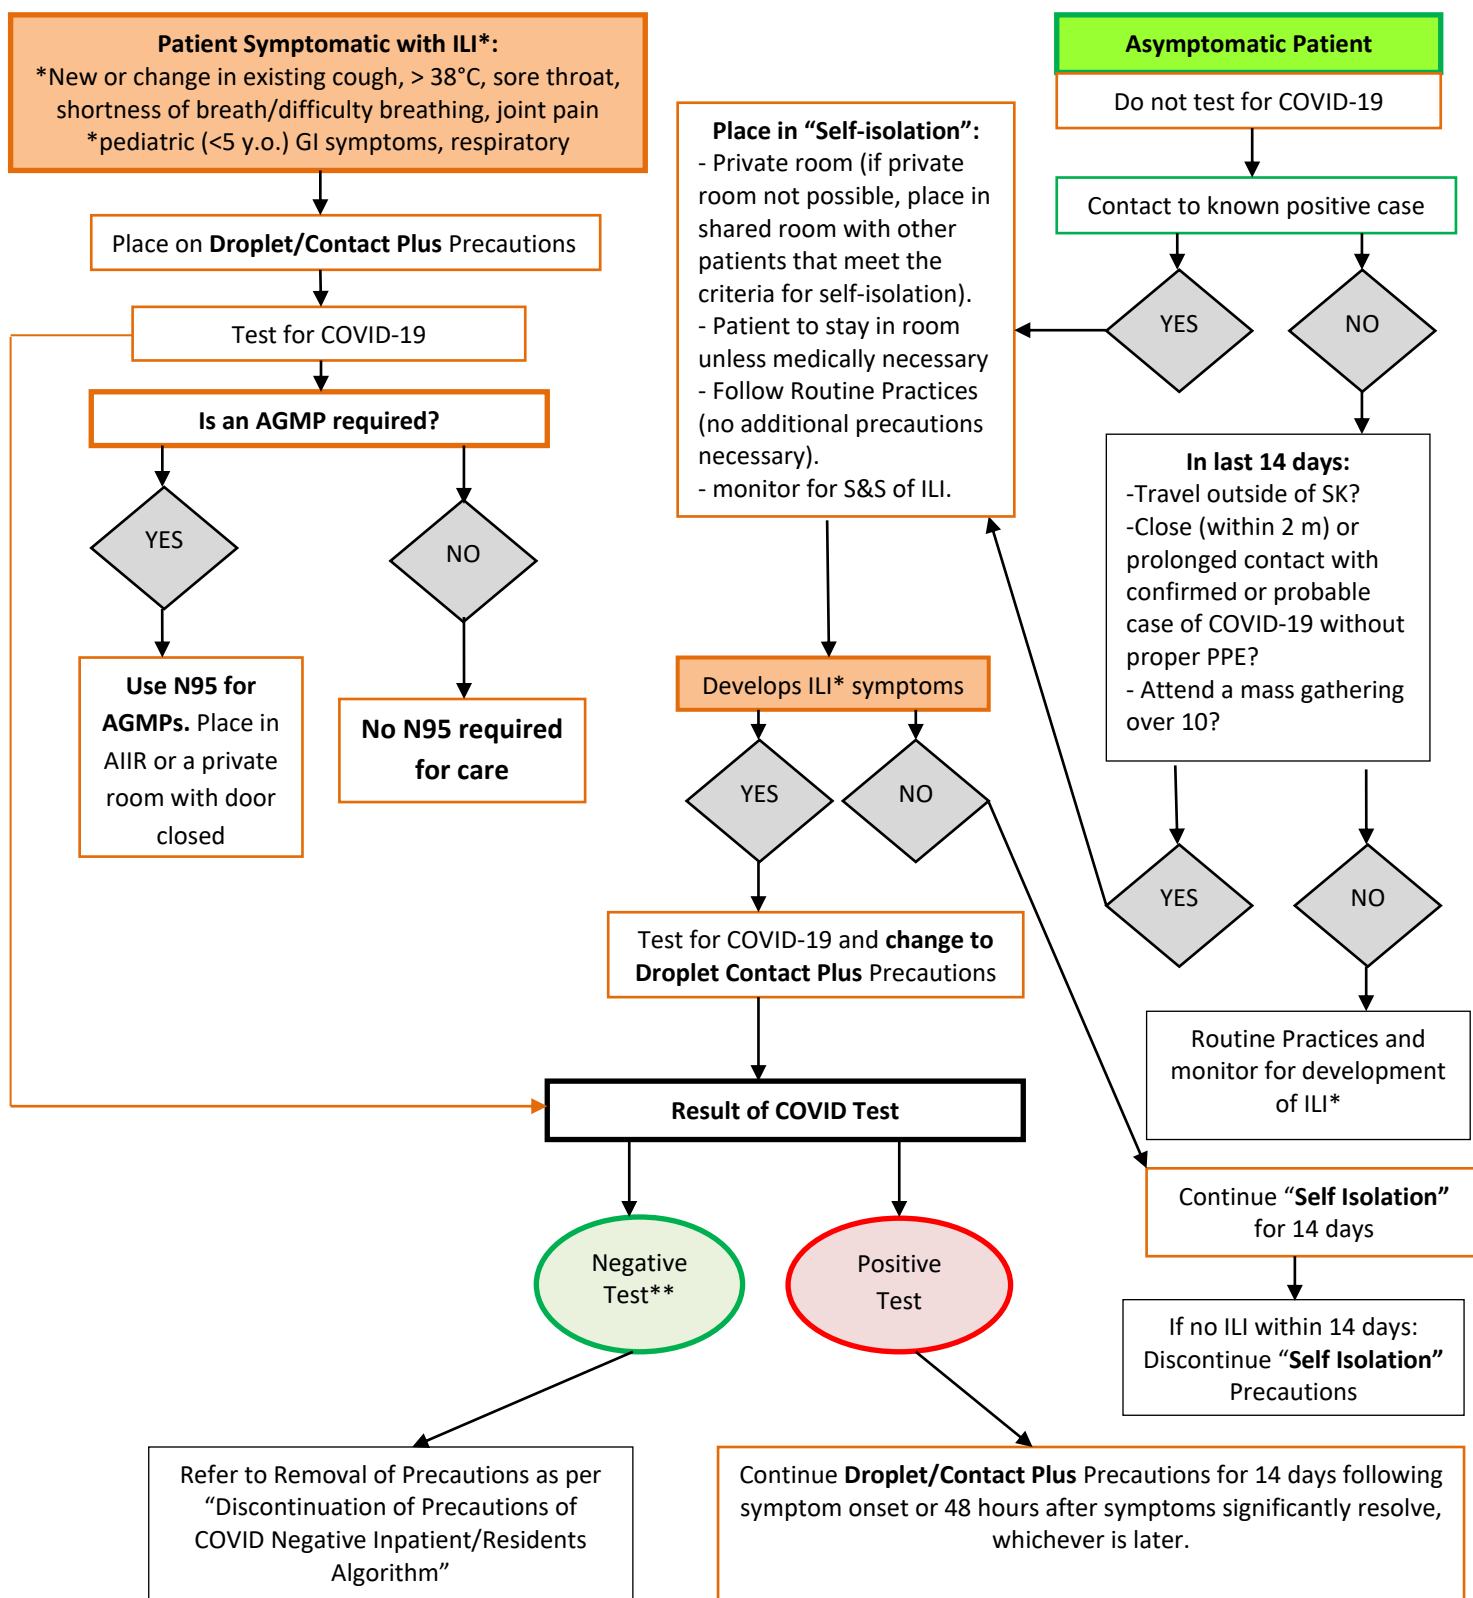 Patient Symptomatic with ILI*:
*New or change in existing cough, > 38°C, sore throat,
shortness of breath/difficulty breathing, joint pain
*pediatric (<5 y.o.) GI symptoms, respiratory
Place on Droplet/Contact Plus Precautions
Test for COVID-19
Is an AGMP required?
YES
NO
Use N95 for
AGMPs. Place in
AIIR or a private
room with door
closed
No N95 required
for care
Asymptomatic Patient
Do not test for COVID-19
Contact to known positive case
YES
NO
Place in “Self-isolation”:
- Private room (if private
room not possible, place in
shared room with other
patients that meet the
criteria for self-isolation).
- Patient to stay in room
unless medically necessary
- Follow Routine Practices
(no additional precautions
necessary).
- monitor for S&S of ILI.
In last 14 days:
-Travel outside of SK?
-Close (within 2 m) or
prolonged contact with
confirmed or probable
case of COVID-19 without
proper PPE?
- Attend a mass gathering
over 10?
YES
NO
Develops ILI* symptoms
YES
NO
Test for COVID-19 and change to
Droplet Contact Plus Precautions
Routine Practices and
monitor for development
of ILI*
Result of COVID Test
Continue “Self Isolation”
for 14 days
Negative
Test**
Positive
Test
If no ILI within 14 days:
Discontinue “Self Isolation”
Precautions
Refer to Removal of Precautions as per
“Discontinuation of Precautions of
COVID Negative Inpatient/Residents
Algorithm”
Continue Droplet/Contact Plus Precautions for 14 days following
symptom onset or 48 hours after symptoms significantly resolve,
whichever is later.